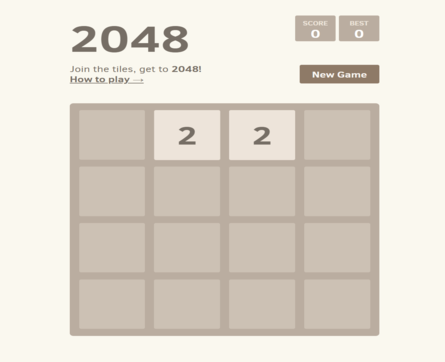 2048
SCORE
0
BEST
0
Join the tiles, get to 2048!
How to play →
New Game
2 2